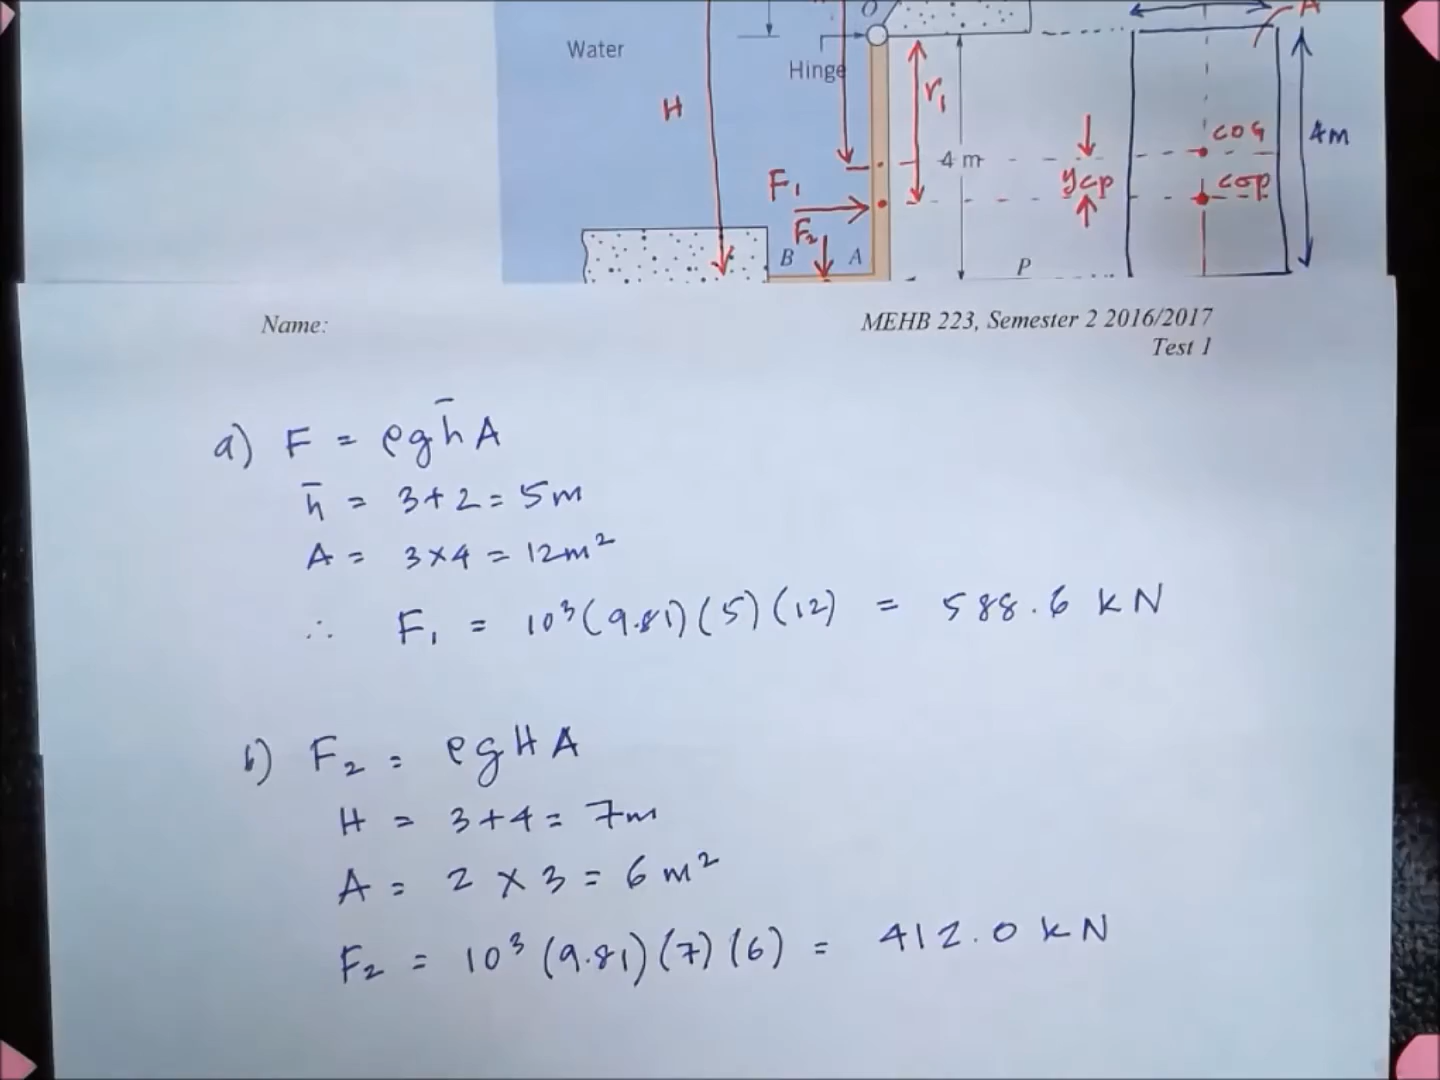 O
A
Water
Hinge
H
r₁
COG
4m
4 m
F₁
ycp
COP
F₂
B
A
P
Name:
MEHB 223, Semester 2 2016/2017
Test 1
a) F = ρgh̄A
h̄ = 3+2 = 5m
A = 3×4 = 12m²
∴ F₁ = 10³(9.81)(5)(12) = 588.6 kN
b) F₂ = ρgHA
H = 3+4 = 7m
A = 2 × 3 = 6 m²
F₂ = 10³ (9.81)(7)(6) = 412.0 kN